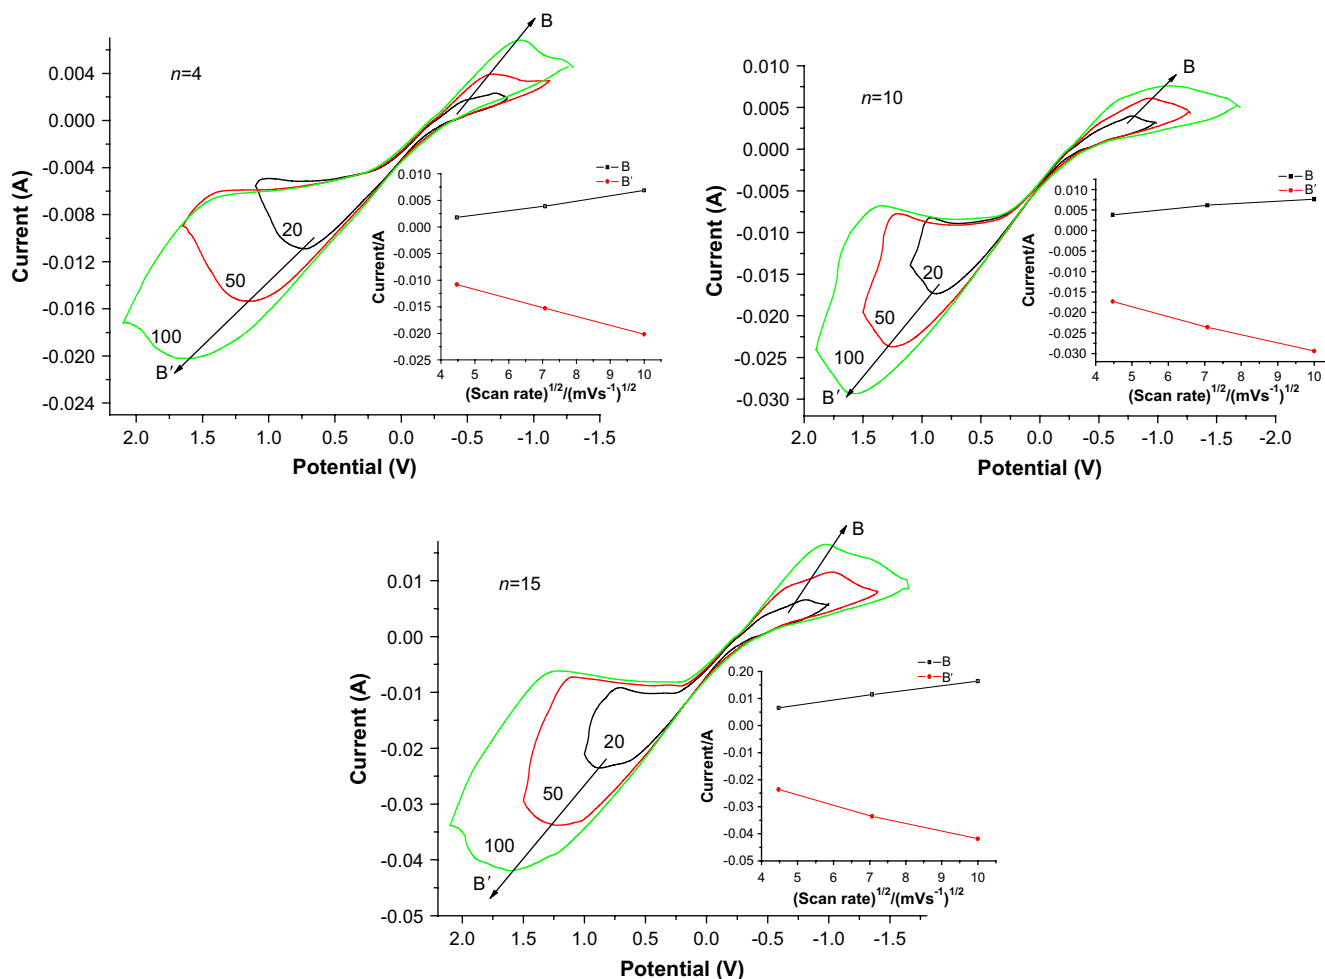 n=4
B
0.004
0.000
-0.004
-0.008
-0.012
-0.016
-0.020
-0.024
Current (A)
20
50
100
B′
2.0 1.5 1.0 0.5 0.0 -0.5 -1.0 -1.5
Potential (V)
B
B′
0.010
0.005
0.000
-0.005
-0.010
-0.015
-0.020
-0.025
Current/A
4 5 6 7 8 9 10
(Scan rate)1/2/(mVs-1)1/2
n=10
B
0.010
0.005
0.000
-0.005
-0.010
-0.015
-0.020
-0.025
-0.030
Current (A)
20
50
100
B′
2.0 1.5 1.0 0.5 0.0 -0.5 -1.0 -1.5 -2.0
Potential (V)
B
B′
0.010
0.005
0.000
-0.005
-0.010
-0.015
-0.020
-0.025
-0.030
Current/A
4 5 6 7 8 9 10
(Scan rate)1/2/(mVs-1)1/2
n=15
B
0.01
0.00
-0.01
-0.02
-0.03
-0.04
-0.05
Current (A)
20
50
100
B′
2.0 1.5 1.0 0.5 0.0 -0.5 -1.0 -1.5
Potential (V)
B
B′
0.20
0.01
0.00
-0.01
-0.02
-0.03
-0.04
-0.05
Current/A
4 5 6 7 8 9 10
(Scan rate)1/2/(mVs-1)1/2